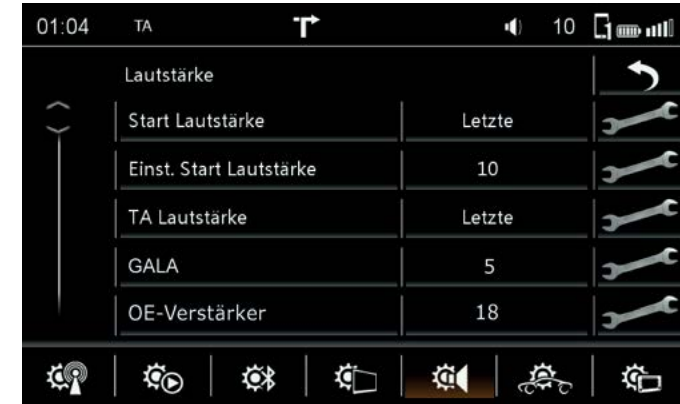 01:04 TA 10 1
Lautstärke
Start Lautstärke Letzte
Einst. Start Lautstärke 10
TA Lautstärke Letzte
GALA 5
OE-Verstärker 18